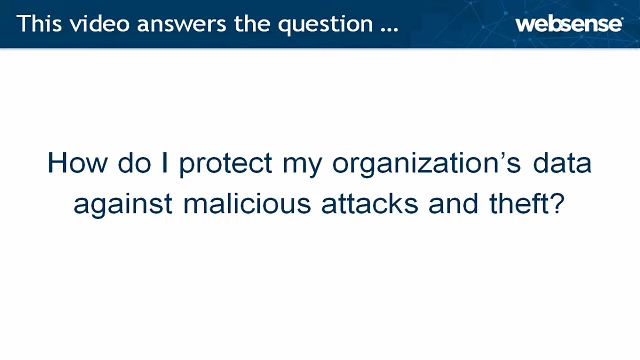 This video answers the question ...
websense
How do I protect my organization's data
against malicious attacks and theft?